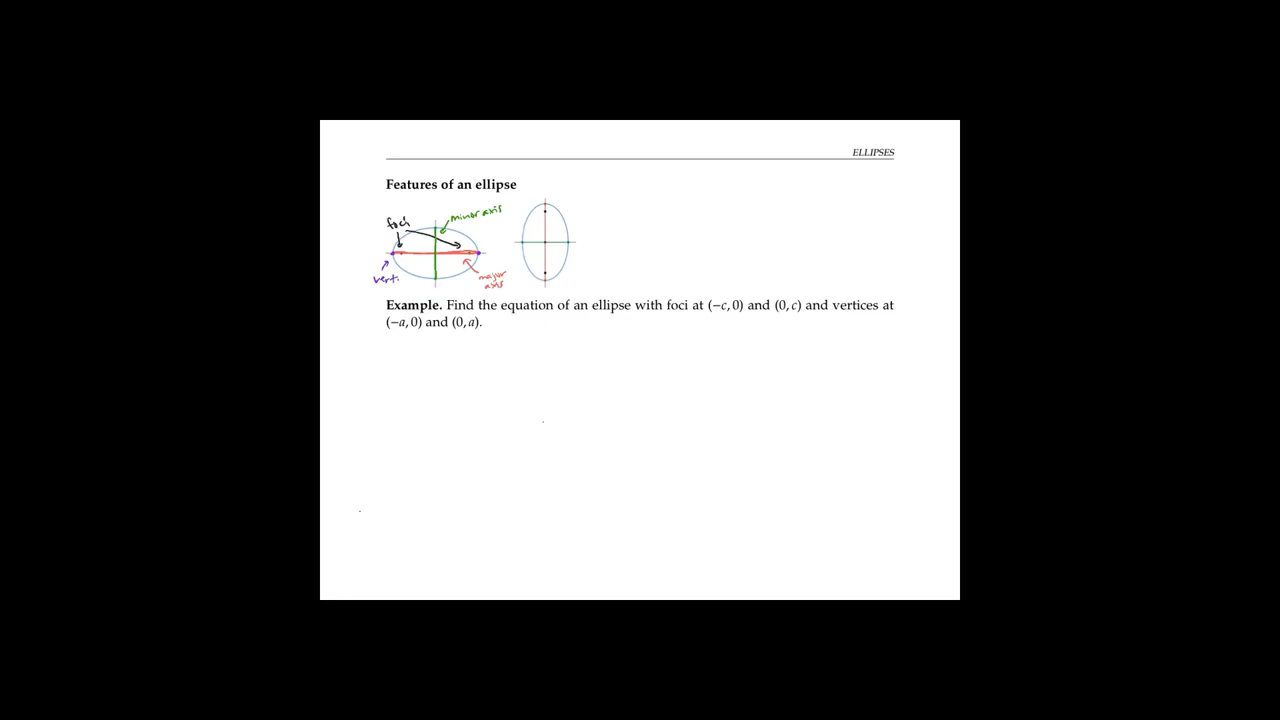 ELLIPSES
Features of an ellipse
foci
minor axis
verti
major
axis
Example. Find the equation of an ellipse with foci at (−c, 0) and (0, c) and vertices at
(−a, 0) and (0, a).